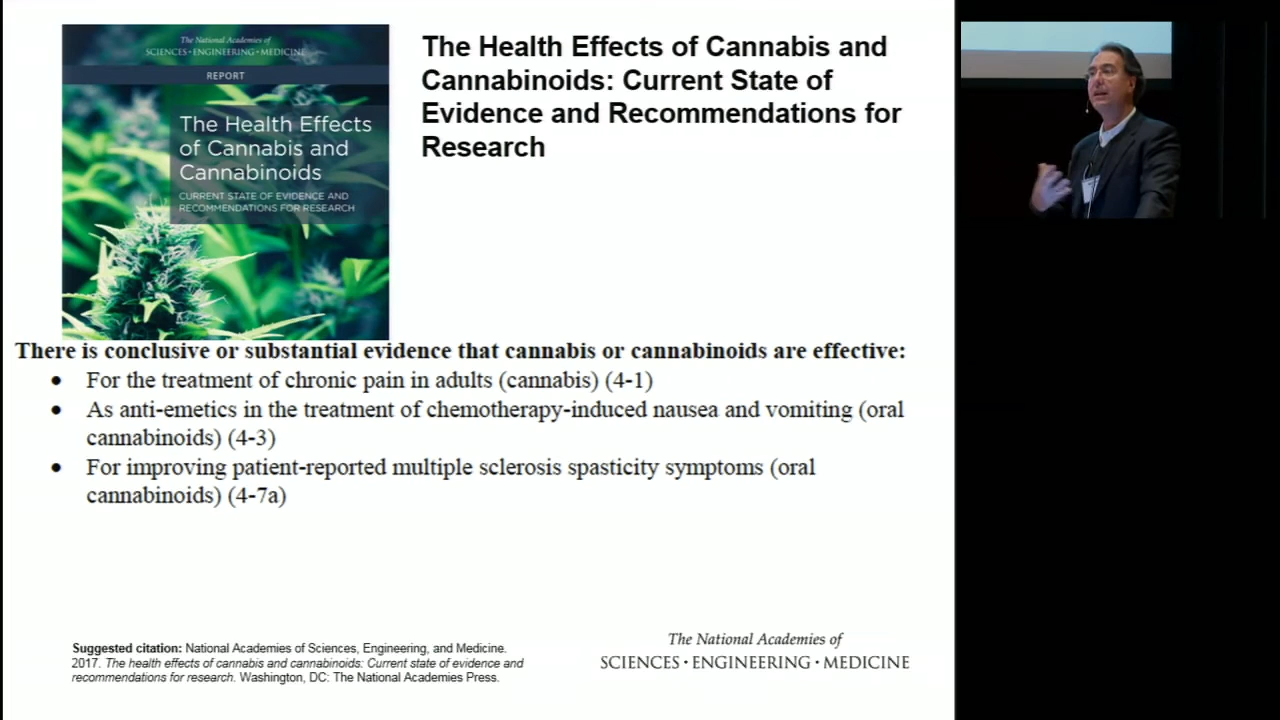 The National Academies of
SCIENCES · ENGINEERING · MEDICINE
REPORT
The Health Effects
of Cannabis and
Cannabinoids
CURRENT STATE OF EVIDENCE AND
RECOMMENDATIONS FOR RESEARCH
The Health Effects of Cannabis and
Cannabinoids: Current State of
Evidence and Recommendations for
Research
There is conclusive or substantial evidence that cannabis or cannabinoids are effective:
• For the treatment of chronic pain in adults (cannabis) (4-1)
• As anti-emetics in the treatment of chemotherapy-induced nausea and vomiting (oral
cannabinoids) (4-3)
• For improving patient-reported multiple sclerosis spasticity symptoms (oral
cannabinoids) (4-7a)
Suggested citation: National Academies of Sciences, Engineering, and Medicine.
2017. The health effects of cannabis and cannabinoids: Current state of evidence and
recommendations for research. Washington, DC: The National Academies Press.
The National Academies of
SCIENCES · ENGINEERING · MEDICINE